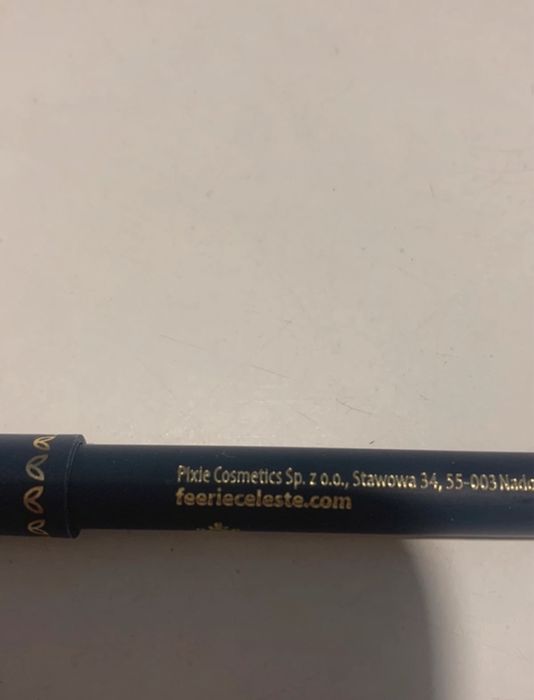 Pixie Cosmetics Sp. z o.o., Stawowa 34, 55-003
feerieceleste.com